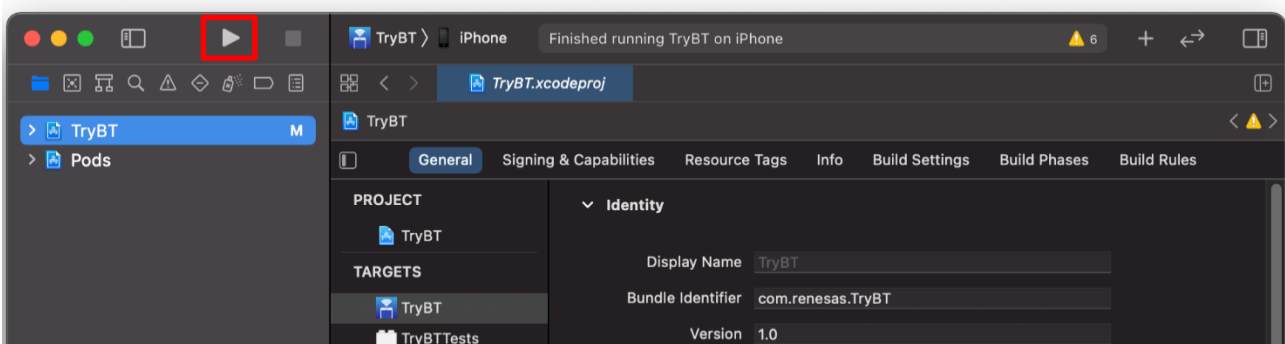 TryBT 〉 iPhone
Finished running TryBT on iPhone
6
TryBT.xcodeproj
TryBT M
Pods
TryBT
General Signing & Capabilities Resource Tags Info Build Settings Build Phases Build Rules
PROJECT
TryBT
TARGETS
TryBT
TryBTTests
Identity
Display Name TryBT
Bundle Identifier com.renesas.TryBT
Version 1.0